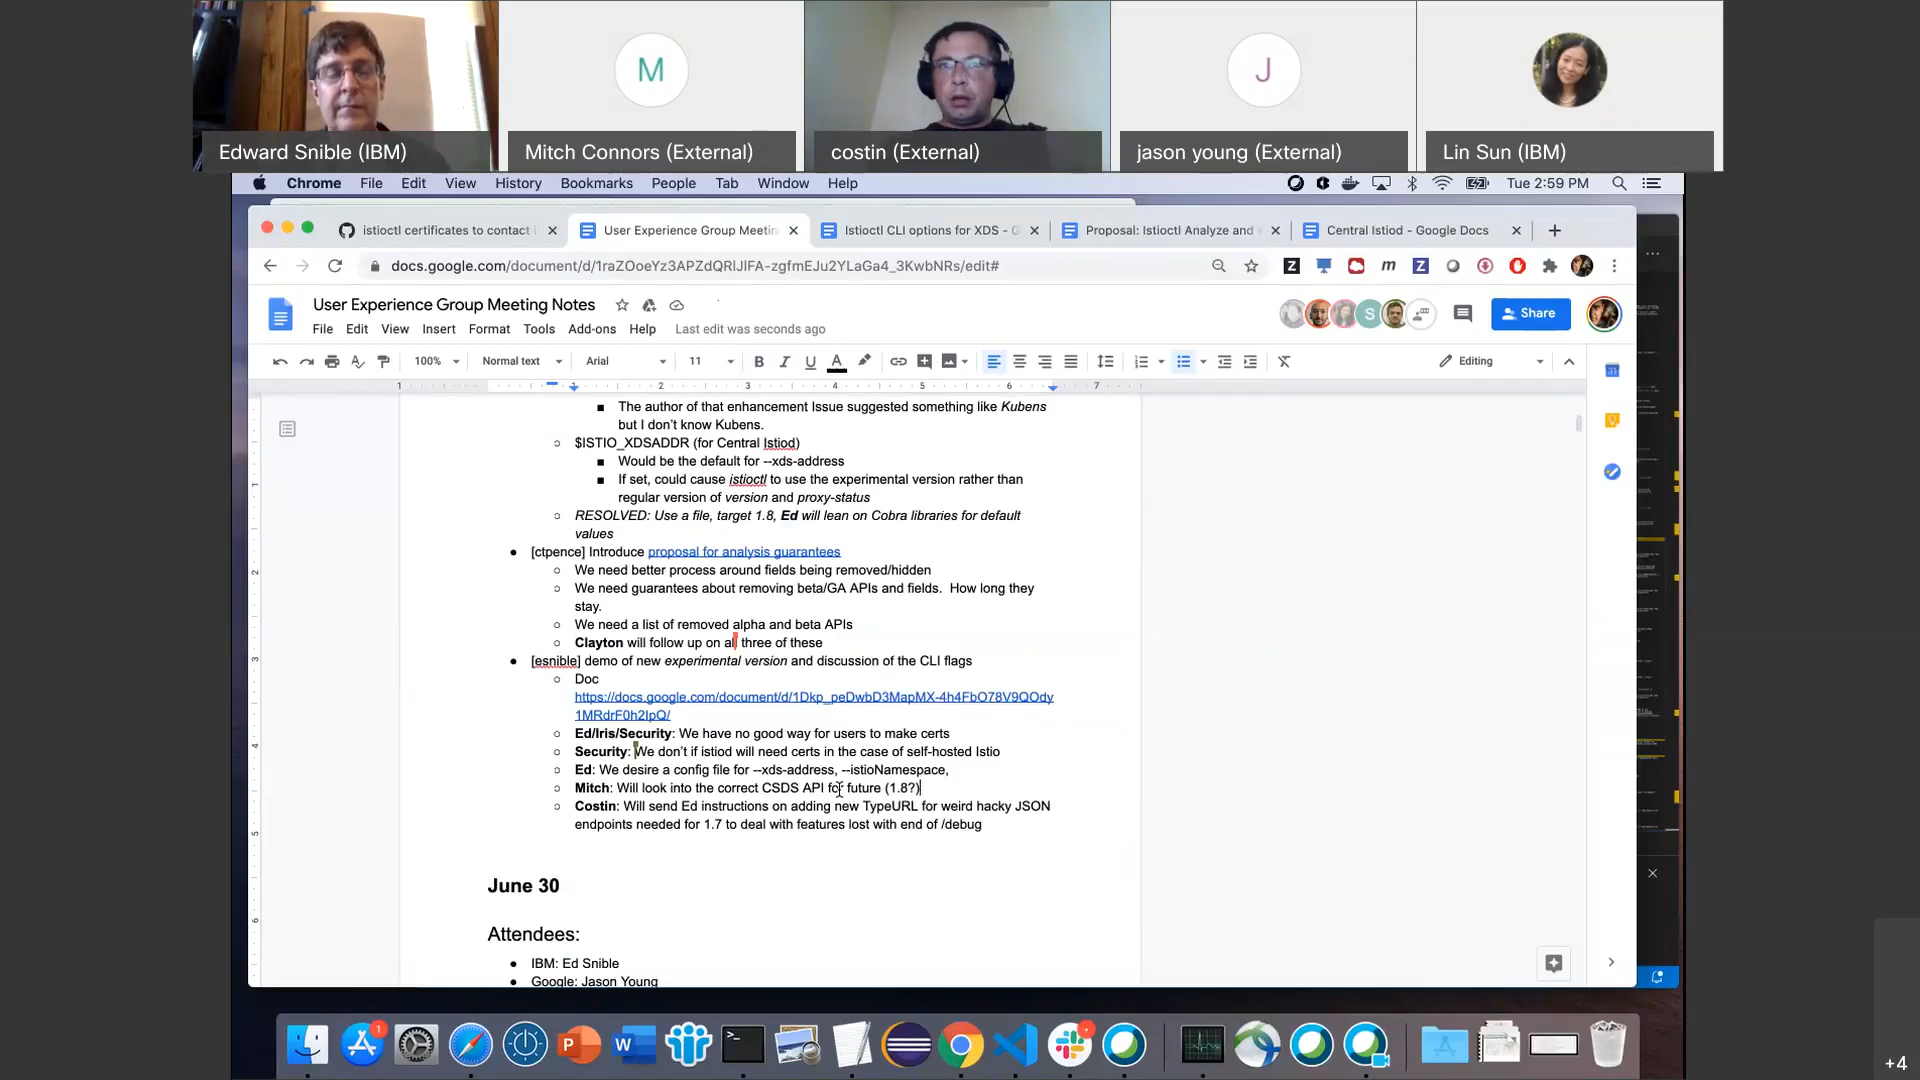 M
J
Edward Snible (IBM)
Mitch Connors (External)
costin (External)
jason young (External)
Lin Sun (IBM)
Chrome File Edit View History Bookmarks People Tab Window Help
Tue 2:59 PM
istioctl certificates to contact i
User Experience Group Meetin
Istioctl CLI options for XDS - G
Proposal: Istioctl Analyze and
Central Istiod - Google Docs
docs.google.com/document/d/1raZOoeYz3APZdQRlJlFA-zgfmEJu2YLaGa4_3KwbNRs/edit#
User Experience Group Meeting Notes
S
Share
File Edit View Insert Format Tools Add-ons Help
Last edit was seconds ago
100% Normal text Arial 11 B I U A Editing
1 1 2 3 4 5 6 7
The author of that enhancement Issue suggested something like Kubens
but I don't know Kubens.
$ISTIO_XDSADDR (for Central Istiod)
Would be the default for --xds-address
If set, could cause istioctl to use the experimental version rather than
regular version of version and proxy-status
RESOLVED: Use a file, target 1.8, Ed will lean on Cobra libraries for default
values
[ctpence] Introduce proposal for analysis guarantees
We need better process around fields being removed/hidden
We need guarantees about removing beta/GA APIs and fields. How long they
stay.
We need a list of removed alpha and beta APIs
Clayton will follow up on all three of these
[esnible] demo of new experimental version and discussion of the CLI flags
Doc
https://docs.google.com/document/d/1Dkp_peDwbD3MapMX-4h4FbO78V9QOdy
1MRdrF0h2IpQ/
Ed/Iris/Security: We have no good way for users to make certs
Security: We don't if istiod will need certs in the case of self-hosted Istio
Ed: We desire a config file for --xds-address, --istioNamespace,
Mitch: Will look into the correct CSDS API for future (1.8?)
Costin: Will send Ed instructions on adding new TypeURL for weird hacky JSON
endpoints needed for 1.7 to deal with features lost with end of /debug
June 30
Attendees:
IBM: Ed Snible
Google: Jason Young
+4